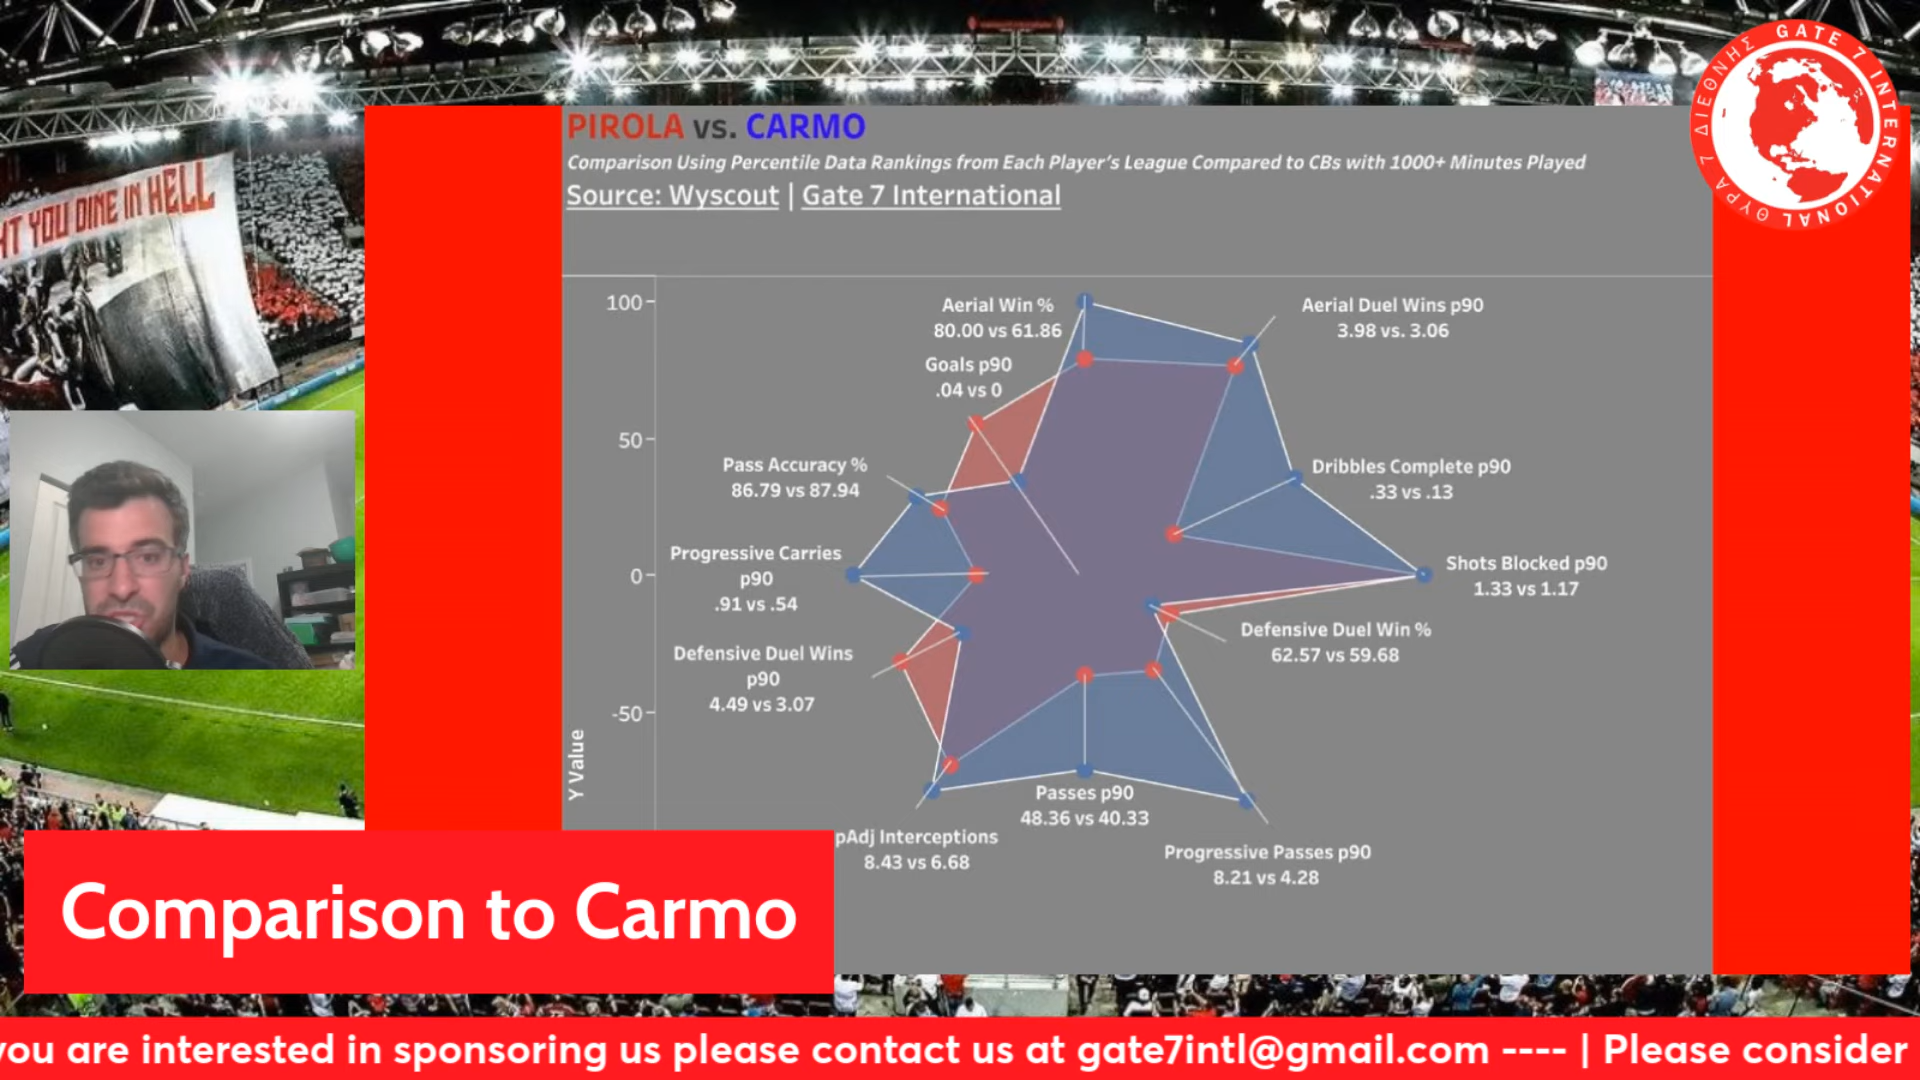 HT YOU DINE IN HELL
PIROLA vs. CARMO
Comparison Using Percentile Data Rankings from Each Player's League Compared to CBs with 1000+ Minutes Played
Source: Wyscout | Gate 7 International
ΘΥΡΑ 7 ΔΙΕΘΝΗΣ GATE 7 INTERNATIONAL
100
50
0
-50
Y Value
Aerial Win %
80.00 vs 61.86
Aerial Duel Wins p90
3.98 vs. 3.06
Goals p90
.04 vs 0
Pass Accuracy %
86.79 vs 87.94
Dribbles Complete p90
.33 vs .13
Progressive Carries
p90
.91 vs .54
Shots Blocked p90
1.33 vs 1.17
Defensive Duel Win %
62.57 vs 59.68
Defensive Duel Wins
p90
4.49 vs 3.07
Passes p90
48.36 vs 40.33
pAdj Interceptions
8.43 vs 6.68
Progressive Passes p90
8.21 vs 4.28
Comparison to Carmo
you are interested in sponsoring us please contact us at gate7intl@gmail.com ---- | Please consider